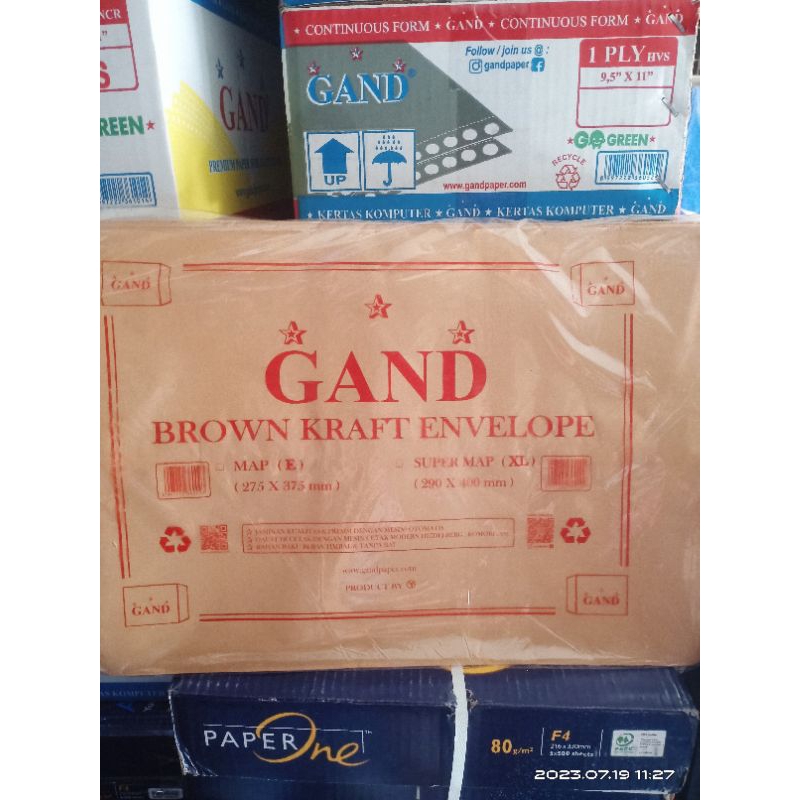 NCR
GREEN
GAND
★ CONTINUOUS FORM ★ GAND ★ CONTINUOUS FORM ★ GAND
Follow / join us @ :
gandpaper
GAND
1 PLY HVS
9,5" X 11"
GO GREEN
RECYCLE
UP
www.gandpaper.com
★ KERTAS KOMPUTER ★ GAND ★ KERTAS KOMPUTER ★ GAND
GAND
GAND
GAND
BROWN KRAFT ENVELOPE
MAP (E)
SUPER MAP (XL)
(275 X 375 mm)
(290 X 400 mm)
www.gandpaper.com
PRODUCT BY
GAND
GAND
PAPER One™
80 g/m²
F4
2023.07.19 11:27